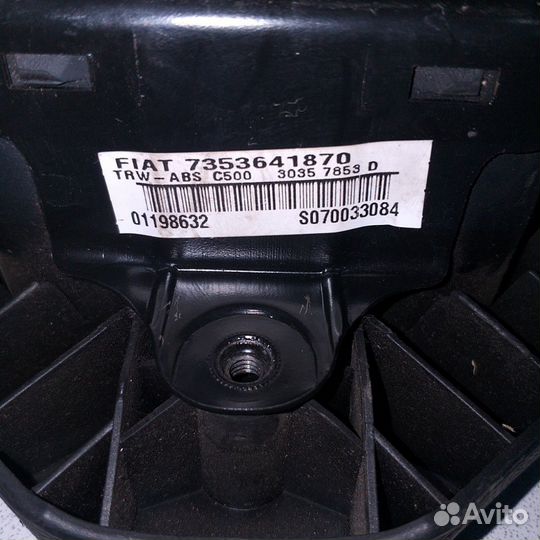 FIAT 7353641870
TRW-ABS C500 3035 7853 D
01198632 S070033084
Avito